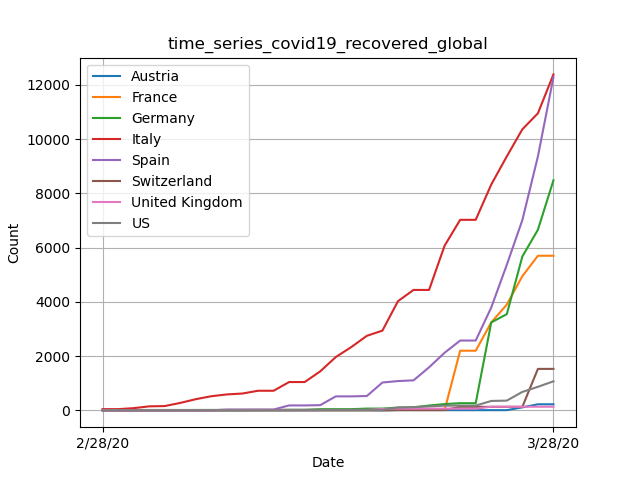 time_series_covid19_recovered_global
Count
12000
10000
8000
6000
4000
2000
0
Austria
France
Germany
Italy
Spain
Switzerland
United Kingdom
US
2/28/20
3/28/20
Date